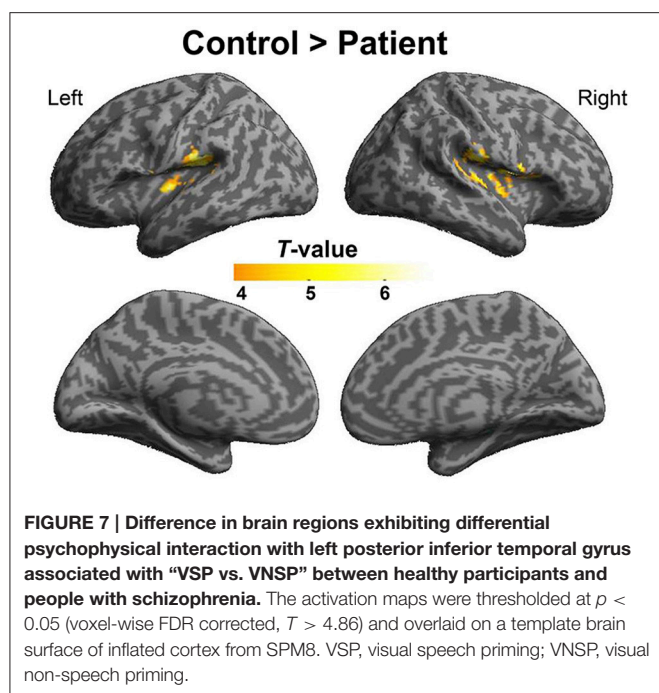 Control > Patient
Left
Right
T-value
4 5 6
FIGURE 7 | Difference in brain regions exhibiting differential
psychophysical interaction with left posterior inferior temporal gyrus
associated with “VSP vs. VNSP” between healthy participants and
people with schizophrenia. The activation maps were thresholded at p <
0.05 (voxel-wise FDR corrected, T > 4.86) and overlaid on a template brain
surface of inflated cortex from SPM8. VSP, visual speech priming; VNSP, visual
non-speech priming.